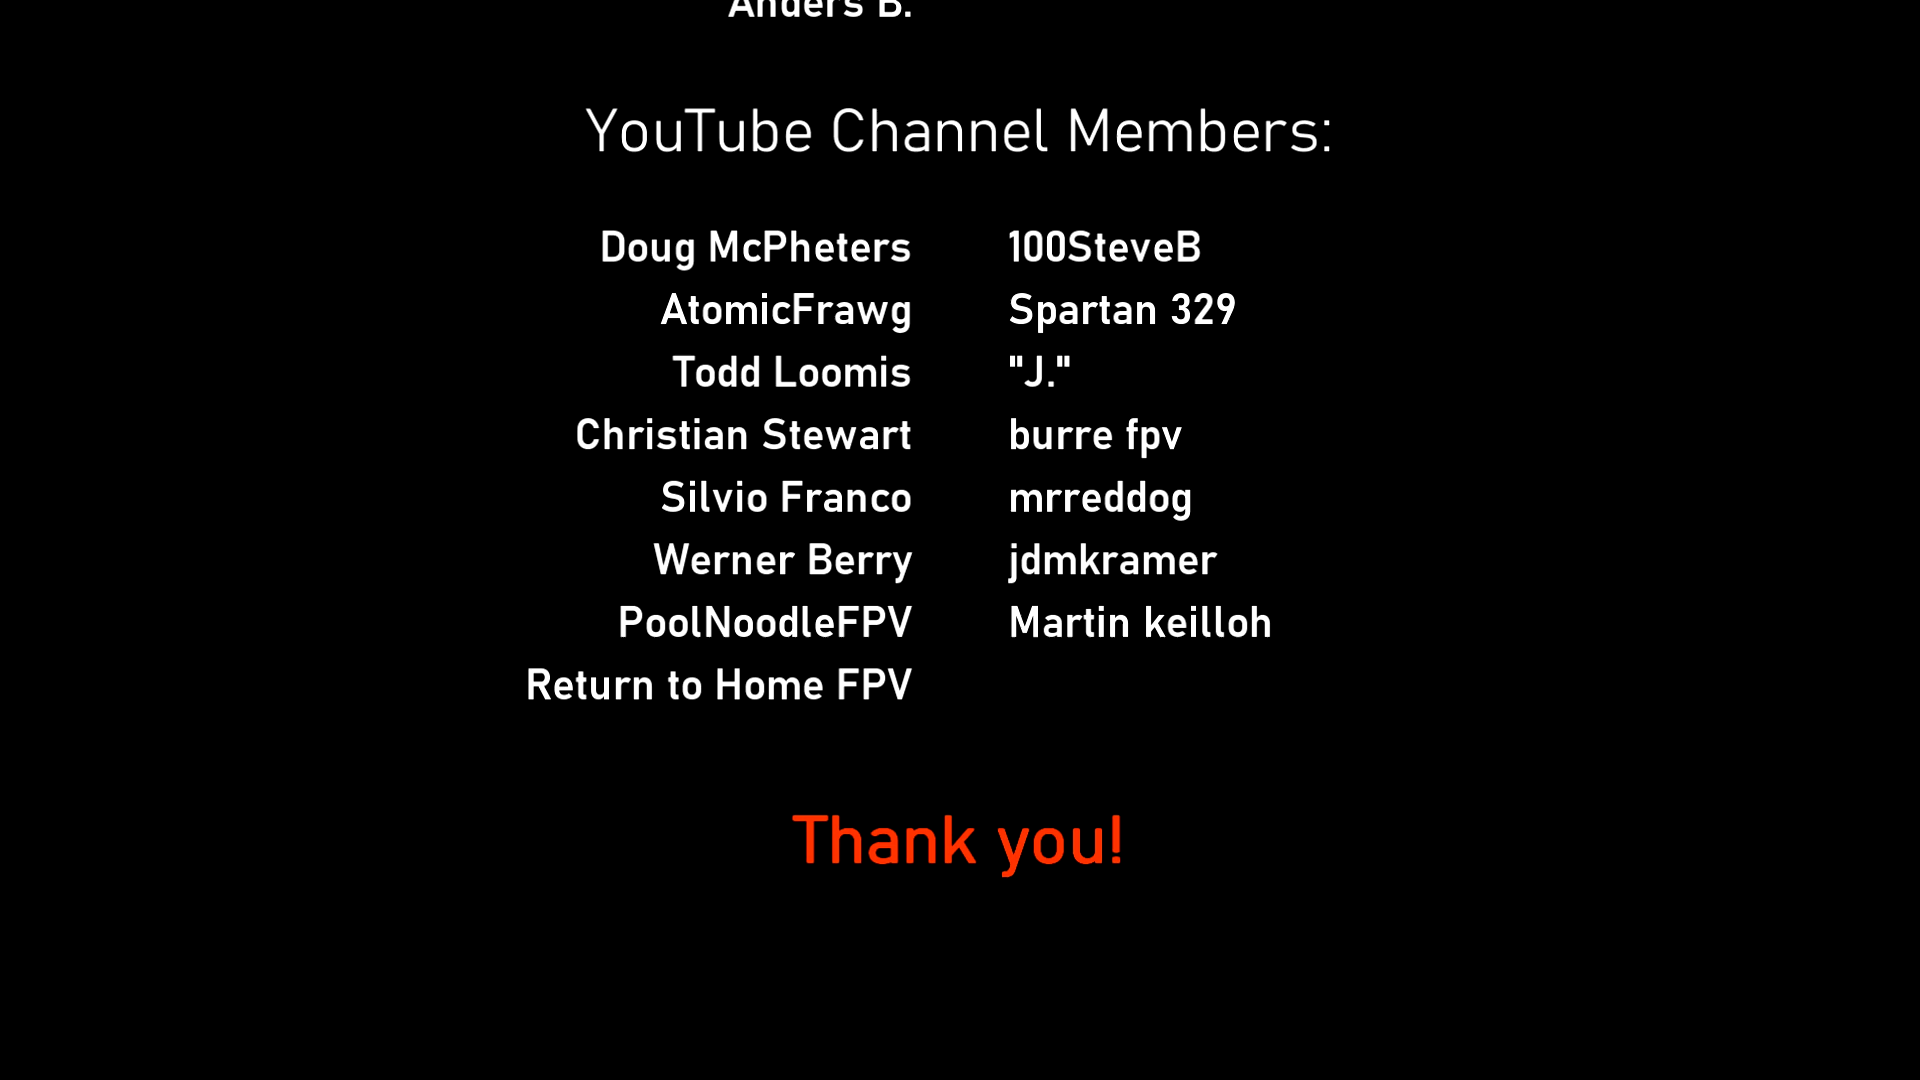 Anders B.
YouTube Channel Members:
Doug McPheters 100SteveB
AtomicFrawg Spartan 329
Todd Loomis "J."
Christian Stewart burre fpv
Silvio Franco mrreddog
Werner Berry jdmkramer
PoolNoodleFPV Martin keilloh
Return to Home FPV
Thank you!